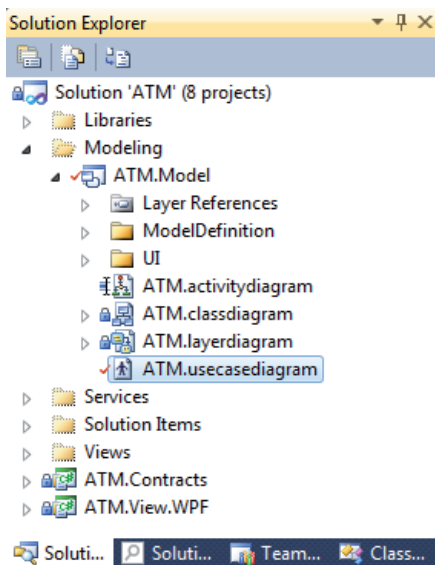 Solution Explorer
Solution 'ATM' (8 projects)
Libraries
Modeling
ATM.Model
Layer References
ModelDefinition
UI
ATM.activitydiagram
ATM.classdiagram
ATM.layerdiagram
ATM.usecasediagram
Services
Solution Items
Views
ATM.Contracts
ATM.View.WPF
Soluti... Soluti... Team... Class...